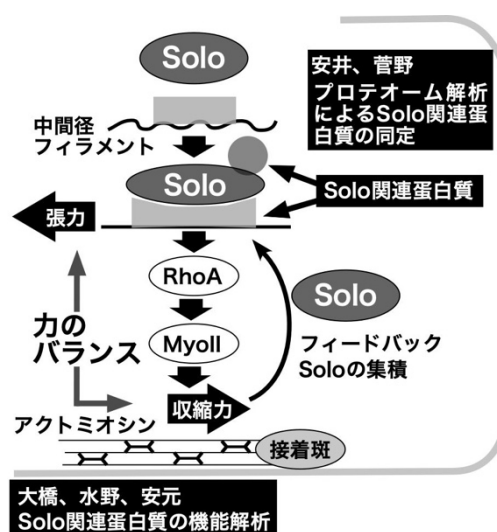 Solo
安井、菅野
プロテオーム解析
によるSolo関連蛋
白質の同定
中間径
フィラメント
Solo
Solo関連蛋白質
張力
RhoA
Solo
力の
バランス
MyoII
フィードバック
Soloの集積
収縮力
アクトミオシン
接着斑
大橋、水野、安元
Solo関連蛋白質の機能解析